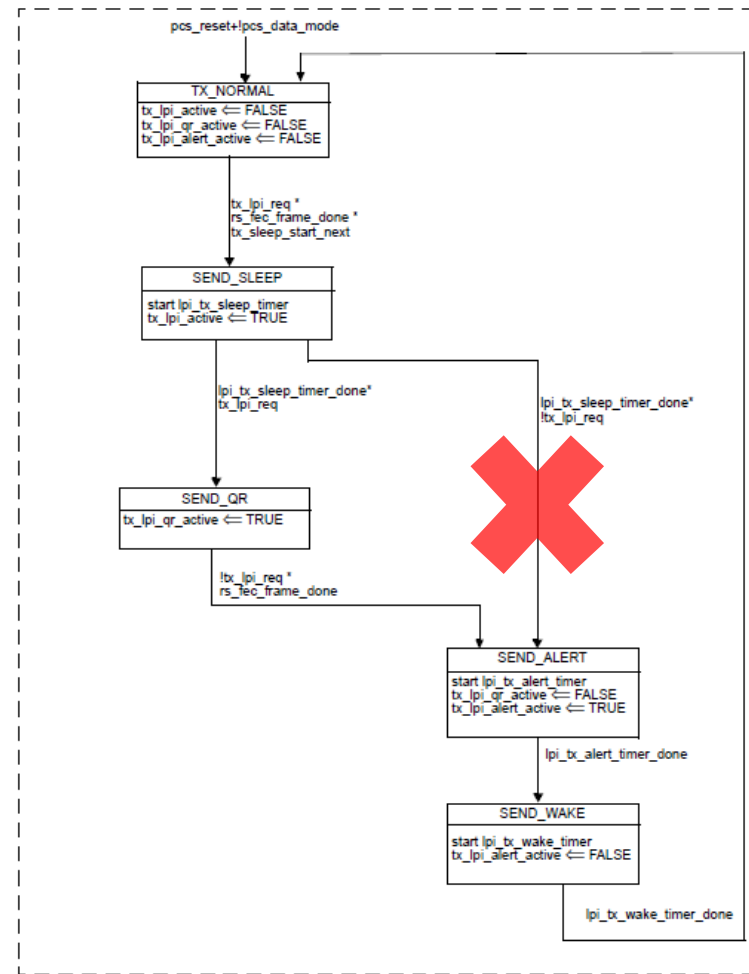 pcs_reset+!pcs_data_mode
TX_NORMAL
tx_lpi_active ⇐ FALSE
tx_lpi_qr_active ⇐ FALSE
tx_lpi_alert_active ⇐ FALSE
tx_lpi_req *
rs_fec_frame_done *
tx_sleep_start_next
SEND_SLEEP
start lpi_tx_sleep_timer
tx_lpi_active ⇐ TRUE
lpi_tx_sleep_timer_done*
tx_lpi_req
lpi_tx_sleep_timer_done*
!tx_lpi_req
SEND_QR
tx_lpi_qr_active ⇐ TRUE
!tx_lpi_req *
rs_fec_frame_done
SEND_ALERT
start lpi_tx_alert_timer
tx_lpi_qr_active ⇐ FALSE
tx_lpi_alert_active ⇐ TRUE
lpi_tx_alert_timer_done
SEND_WAKE
start lpi_tx_wake_timer
tx_lpi_alert_active ⇐ FALSE
lpi_tx_wake_timer_done